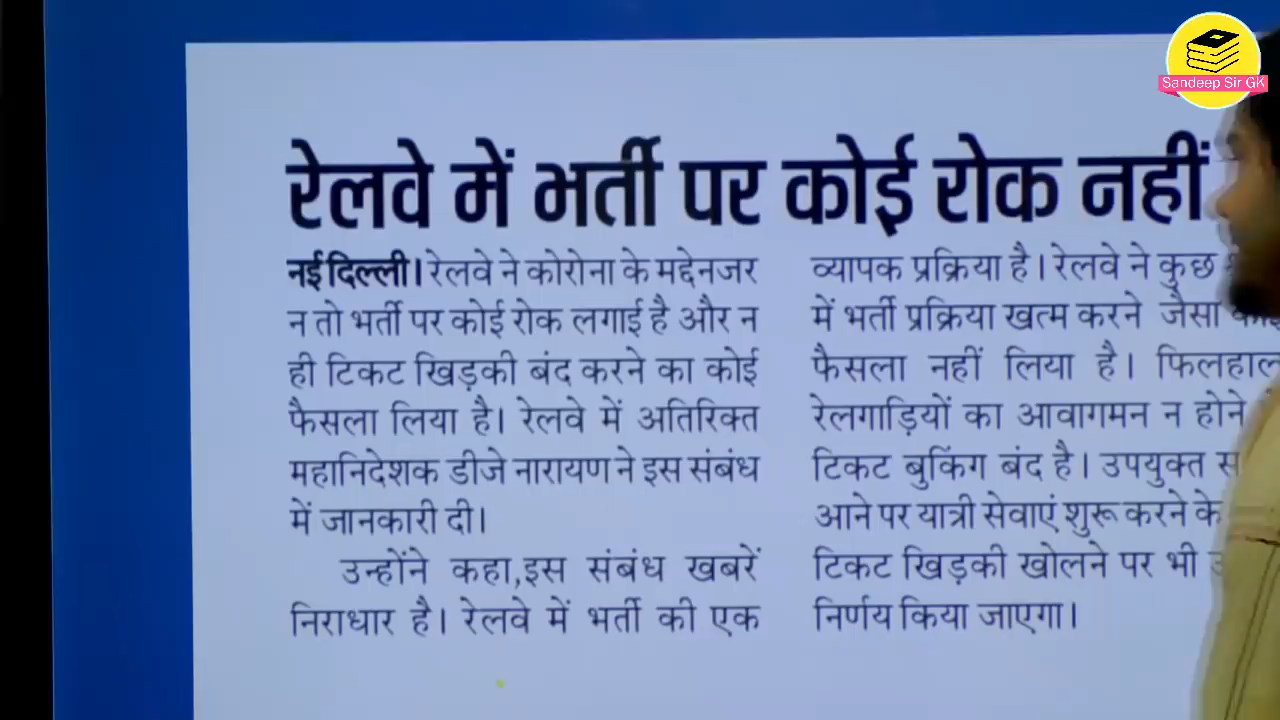 Sandeep Sir GK
रेलवे में भर्ती पर कोई रोक नहीं
नई दिल्ली। रेलवे ने कोरोना के मद्देनजर
न तो भर्ती पर कोई रोक लगाई है और न
ही टिकट खिड़की बंद करने का कोई
फैसला लिया है। रेलवे में अतिरिक्त
महानिदेशक डीजे नारायण ने इस संबंध
में जानकारी दी।
उन्होंने कहा,इस संबंध खबरें
निराधार है। रेलवे में भर्ती की एक
व्यापक प्रक्रिया है। रेलवे ने कुछ
में भर्ती प्रक्रिया खत्म करने जैसा
फैसला नहीं लिया है। फिलहाल
रेलगाड़ियों का आवागमन न होने
टिकट बुकिंग बंद है। उपयुक्त
आने पर यात्री सेवाएं शुरू करने के
टिकट खिड़की खोलने पर भी
निर्णय किया जाएगा।